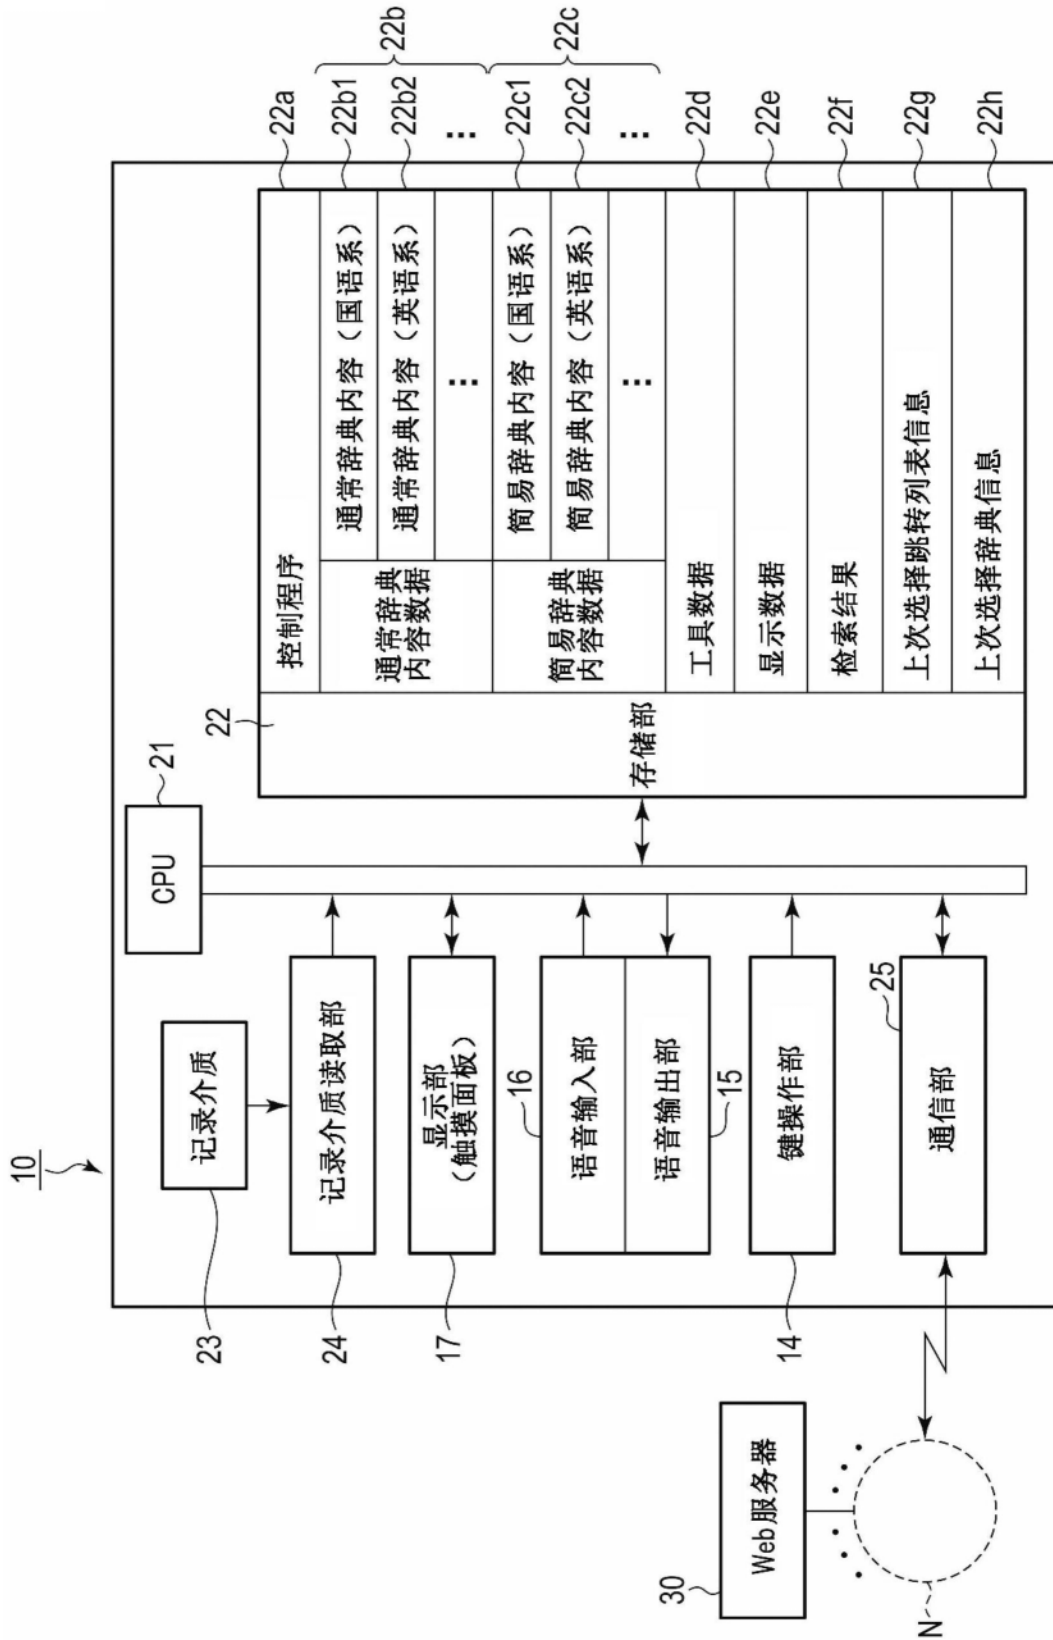 10
23
记录介质
24
记录介质读取部
17
显示部
（触摸面板）
16
语音输入部
语音输出部
15
14
键操作部
25
通信部
30
Web服务器
N
CPU
21
22
存储部
控制程序
22a
通常辞典
内容数据
通常辞典内容（国语系）
22b1
通常辞典内容（英语系）
22b2
⋮
⋮
22b
简易辞典
内容数据
简易辞典内容（国语系）
22c1
简易辞典内容（英语系）
22c2
⋮
⋮
22c
工具数据
22d
显示数据
22e
检索结果
22f
上次选择跳转列表信息
22g
上次选择辞典信息
22h